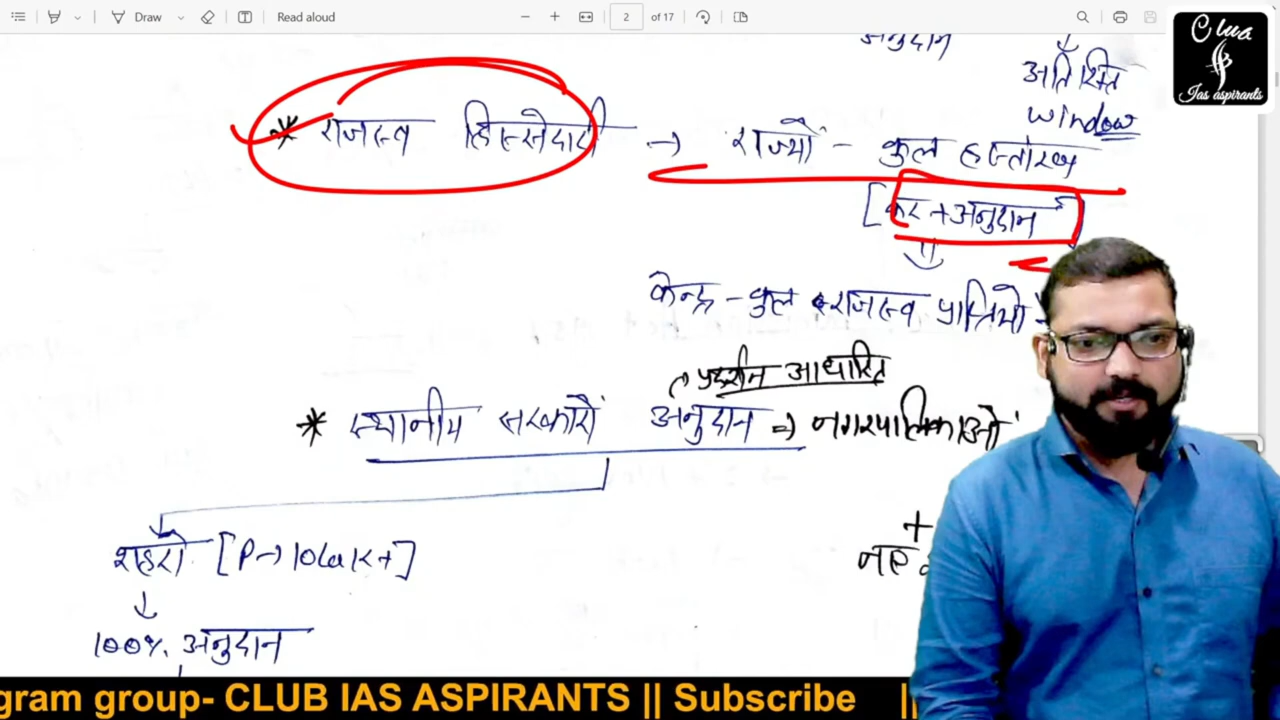 Draw
Read aloud
2 of 17
Club
Ias aspirants
अनुदान
अतिरिक्त
window
* राजस्व हिस्सेदारी → राज्यों - कुल हस्तांतरण
[कर + अनुदान]
केन्द्र - कुल राजस्व प्राप्तियों
प्रदर्शन आधारित
* स्थानीय सरकारों अनुदान ⇒ नगरपालिकाओं
+
शहरों [P → 10 लाख +]
100% अनुदान
gram group- CLUB IAS ASPIRANTS || Subscribe ||